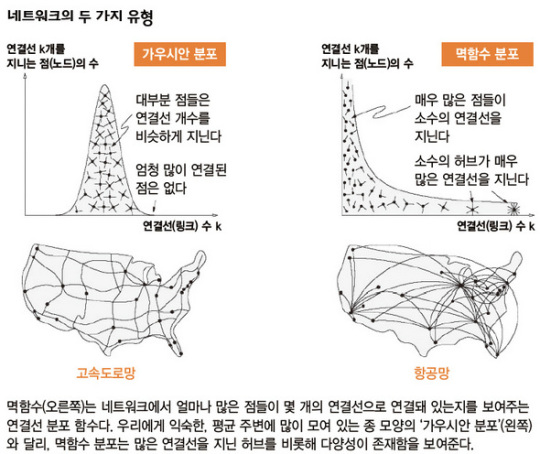 네트워크의 두 가지 유형
연결선 k개를
지니는 점(노드)의 수
가우시안 분포
대부분 점들은
연결선 개수를
비슷하게 지닌다
엄청 많이 연결된
점은 없다
연결선(링크) 수 k
고속도로망
연결선 k개를
지니는 점(노드)의 수
멱함수 분포
매우 많은 점들이
소수의 연결선을
지닌다
소수의 허브가 매우
많은 연결선을 지닌다
연결선(링크) 수 k
항공망
멱함수(오른쪽)는 네트워크에서 얼마나 많은 점들이 몇 개의 연결선으로 연결돼 있는지를 보여주는
연결선 분포 함수다. 우리에게 익숙한, 평균 주변에 많이 모여 있는 종 모양의 ‘가우시안 분포’(왼쪽)
와 달리, 멱함수 분포는 많은 연결선을 지닌 허브를 비롯해 다양성이 존재함을 보여준다.